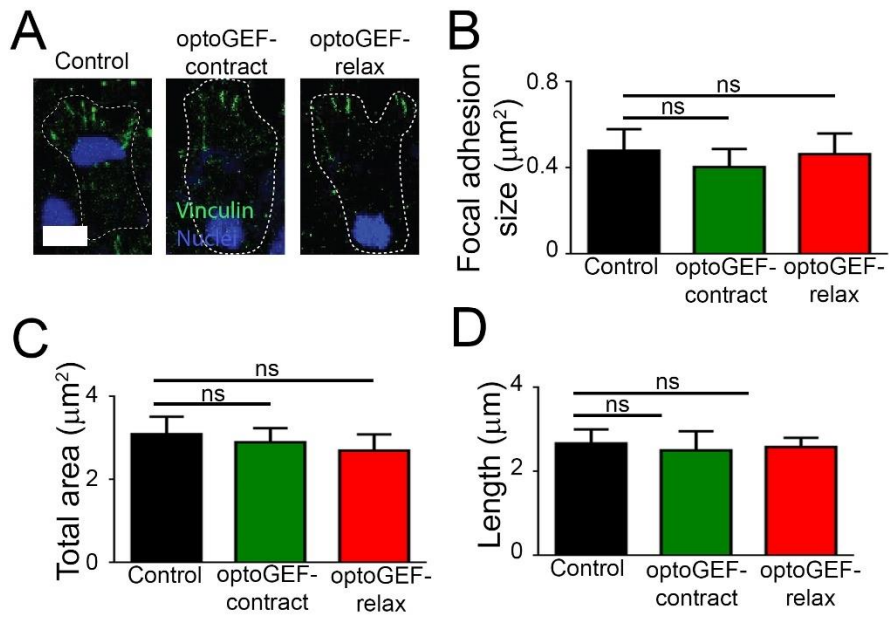 A
Control
optoGEF-
contract
optoGEF-
relax
Vinculin
Nuclei
B
Focal adhesion
size (μm²)
0.8
0.4
0
ns
ns
Control
optoGEF-
contract
optoGEF-
relax
C
Total area (μm²)
4
2
0
ns
ns
Control
optoGEF-
contract
optoGEF-
relax
D
Length (μm)
4
2
0
ns
ns
Control
optoGEF-
contract
optoGEF-
relax